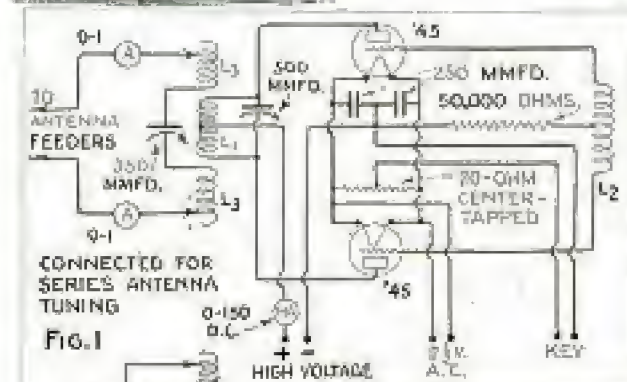 0-1
A
L3
TO
ANTENNA
FEEDERS
350
MMFD.
L1
500
MMFD.
'45
250 MMFD.
50,000 OHMS
L2
20-OHM
CENTER-
TAPPED
L3
A
0-1
CONNECTED FOR
SERIES ANTENNA
TUNING
FIG.1
0-150
D.C.
MA
+ -
HIGH VOLTAGE
'45
A.C.
KEY